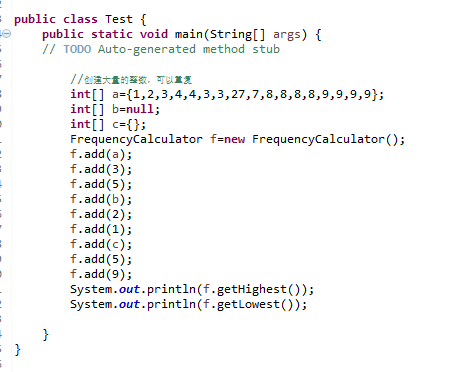 public class Test {
public static void main(String[] args) {
// TODO Auto-generated method stub
//创建大量的整数，可以重复
int[] a={1,2,3,4,4,3,3,27,7,8,8,8,8,9,9,9,9};
int[] b=null;
int[] c={};
FrequencyCalculator f=new FrequencyCalculator();
f.add(a);
f.add(3);
f.add(5);
f.add(b);
f.add(2);
f.add(1);
f.add(c);
f.add(5);
f.add(9);
System.out.println(f.getHighest());
System.out.println(f.getLowest());
}
}